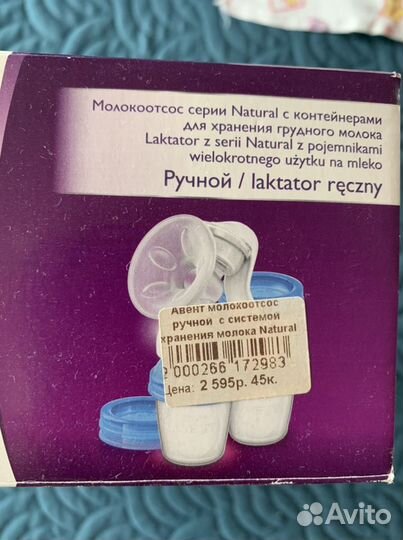 Молокоотсос серии Natural с контейнерами
для хранения грудного молока
Laktator z serii Natural z pojemnikami
wielokrotnego użytku na mleko
Ручной / laktator ręczny
Авент молокоотсос
ручной с системой
хранения молока Natural
2 000266 172983
Цена: 2 595р. 45к.
Avito